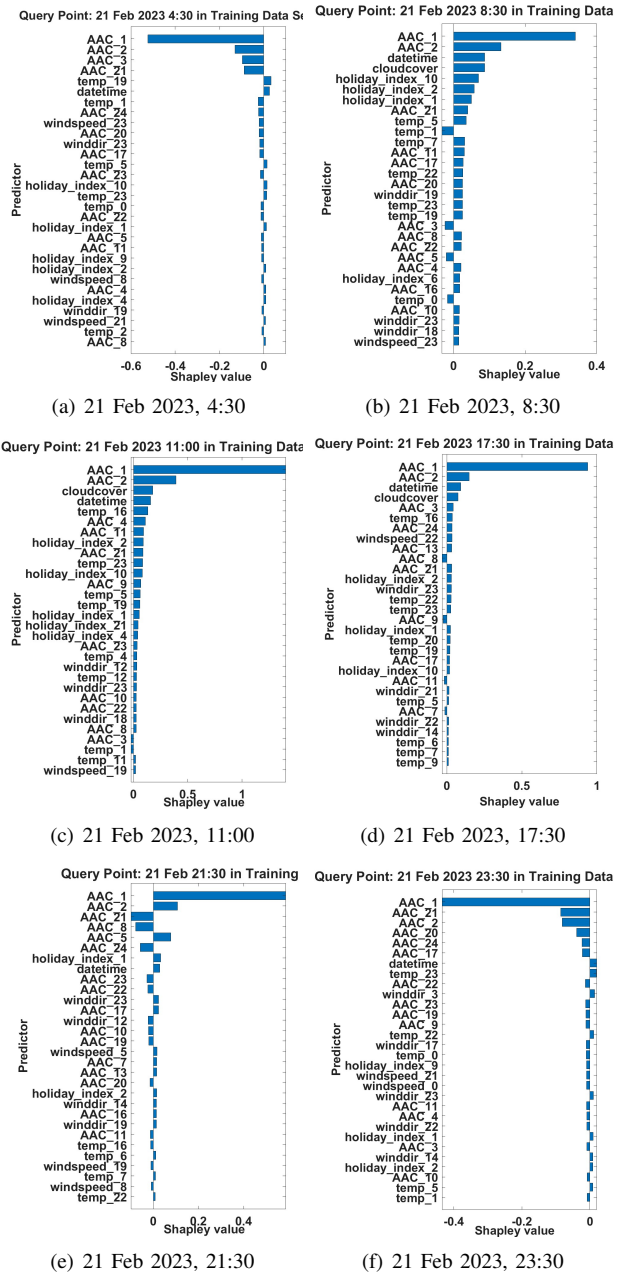 Query Point: 21 Feb 2023 4:30 in Training Data Se
Predictor
AAC_1
AAC_2
AAC_3
AAC_21
temp_19
datetime
temp_1
AAC_24
windspeed_23
AAC_20
winddir_23
AAC_17
temp_5
AAC_23
holiday_index_10
temp_23
temp_0
AAC_22
holiday_index_1
AAC_5
AAC_11
holiday_index_9
holiday_index_2
windspeed_8
AAC_4
holiday_index_4
winddir_19
windspeed_21
temp_2
AAC_8
-0.6 -0.4 -0.2 0
Shapley value
(a) 21 Feb 2023, 4:30
Query Point: 21 Feb 2023 8:30 in Training Data
Predictor
AAC_1
AAC_2
datetime
cloudcover
holiday_index_10
holiday_index_2
holiday_index_1
AAC_21
temp_5
temp_1
temp_7
AAC_11
AAC_17
temp_22
AAC_20
winddir_19
temp_23
temp_19
AAC_3
AAC_8
AAC_22
AAC_5
AAC_4
holiday_index_6
AAC_16
temp_0
AAC_10
winddir_23
winddir_18
windspeed_23
0 0.4
Shapley value
(b) 21 Feb 2023, 8:30
Query Point: 21 Feb 2023 11:00 in Training Data
Predictor
AAC_1
AAC_2
cloudcover
datetime
temp_16
AAC_4
AAC_11
holiday_index_2
AAC_21
temp_23
holiday_index_10
AAC_9
temp_5
temp_19
holiday_index_1
holiday_index_21
holiday_index_4
AAC_23
temp_4
winddir_12
temp_12
winddir_23
AAC_10
AAC_22
winddir_18
AAC_8
AAC_3
temp_1
temp_11
windspeed_19
0 0.5 1
Shapley value
(c) 21 Feb 2023, 11:00
Query Point: 21 Feb 2023 17:30 in Training Data
Predictor
AAC_1
AAC_2
datetime
cloudcover
AAC_3
temp_16
AAC_24
windspeed_22
AAC_13
AAC_8
AAC_21
holiday_index_2
winddir_23
temp_22
temp_23
AAC_9
holiday_index_1
temp_20
temp_19
AAC_17
holiday_index_10
AAC_11
winddir_21
temp_5
AAC_7
winddir_22
winddir_14
temp_6
temp_7
temp_9
0 0.5 1
Shapley value
(d) 21 Feb 2023, 17:30
Query Point: 21 Feb 21:30 in Training
Predictor
AAC_1
AAC_2
AAC_21
AAC_8
AAC_5
AAC_24
holiday_index_1
datetime
AAC_23
AAC_22
winddir_23
AAC_17
winddir_12
AAC_10
AAC_19
windspeed_5
AAC_7
AAC_13
AAC_20
holiday_index_2
winddir_14
AAC_16
winddir_19
AAC_11
temp_16
temp_6
windspeed_19
temp_7
windspeed_8
temp_22
0 0.2 0.4
Shapley value
(e) 21 Feb 2023, 21:30
Query Point: 21 Feb 2023 23:30 in Training Data
Predictor
AAC_1
AAC_21
AAC_2
AAC_20
AAC_24
AAC_17
datetime
temp_23
AAC_22
winddir_3
AAC_23
AAC_19
AAC_9
temp_22
winddir_17
temp_0
holiday_index_9
windspeed_21
windspeed_0
winddir_23
AAC_11
AAC_4
winddir_22
holiday_index_1
AAC_3
winddir_14
holiday_index_2
AAC_10
temp_5
temp_1
-0.4 -0.2 0
Shapley value
(f) 21 Feb 2023, 23:30